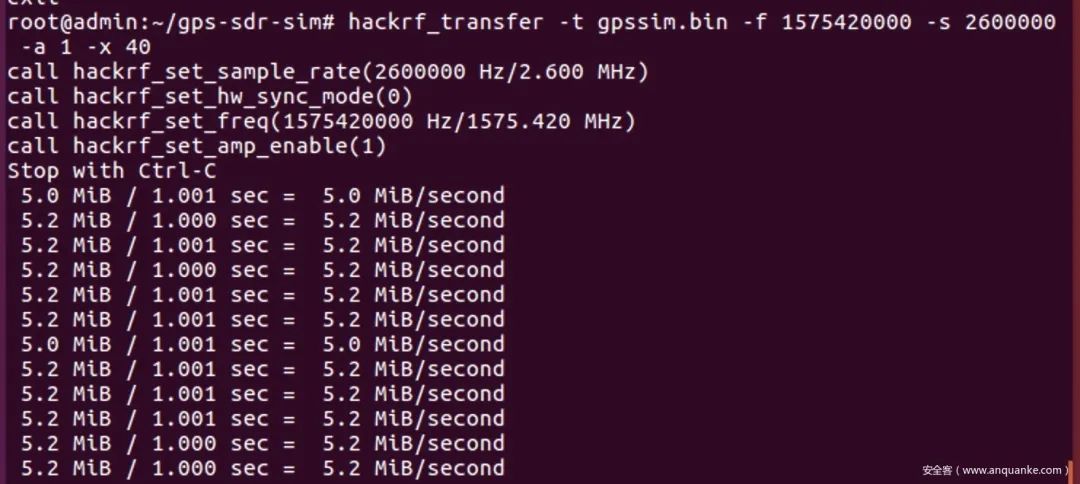 exit
root@admin:~/gps-sdr-sim# hackrf_transfer -t gpssim.bin -f 1575420000 -s 2600000
 -a 1 -x 40
call hackrf_set_sample_rate(2600000 Hz/2.600 MHz)
call hackrf_set_hw_sync_mode(0)
call hackrf_set_freq(1575420000 Hz/1575.420 MHz)
call hackrf_set_amp_enable(1)
Stop with Ctrl-C
 5.0 MiB / 1.001 sec =  5.0 MiB/second
 5.2 MiB / 1.000 sec =  5.2 MiB/second
 5.2 MiB / 1.001 sec =  5.2 MiB/second
 5.2 MiB / 1.000 sec =  5.2 MiB/second
 5.2 MiB / 1.001 sec =  5.2 MiB/second
 5.2 MiB / 1.001 sec =  5.2 MiB/second
 5.0 MiB / 1.001 sec =  5.0 MiB/second
 5.2 MiB / 1.001 sec =  5.2 MiB/second
 5.2 MiB / 1.001 sec =  5.2 MiB/second
 5.2 MiB / 1.001 sec =  5.2 MiB/second
 5.2 MiB / 1.000 sec =  5.2 MiB/second
 5.2 MiB / 1.000 sec =  5.2 MiB/second
安全客（www.anquanke.com）